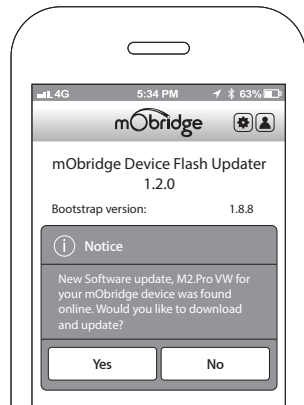 4G 5:34 PM 63%
mObridge
mObridge Device Flash Updater
1.2.0
Bootstrap version: 1.8.8
Notice
New Software update, M2.Pro VW for
your mObridge device was found
online. Would you like to download
and update?
Yes No